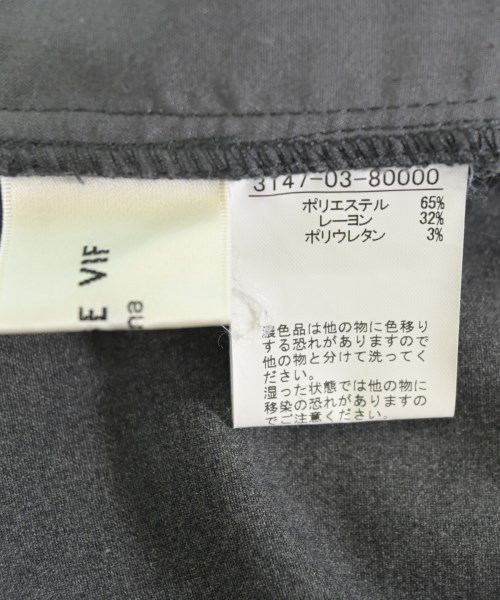 3147-03-80000
ポリエステル 65%
レーヨン 32%
ポリウレタン 3%
濃色品は他の物に色移り
する恐れがありますので
他の物と分けて洗ってく
ださい。
湿った状態では他の物に
移染の恐れがありますの
でご注意ください。
DE VIF
na